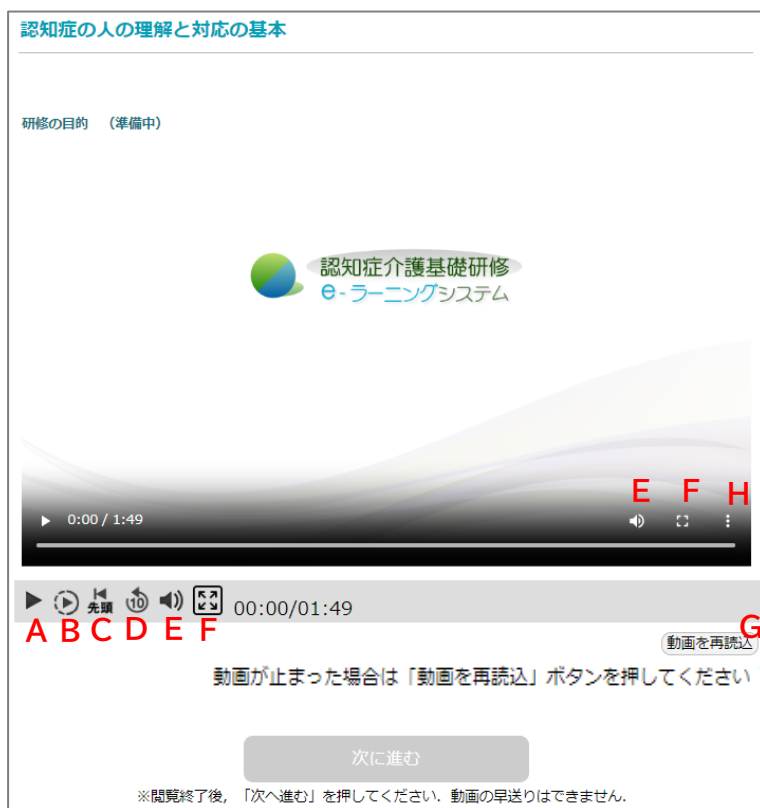 認知症の人の理解と対応の基本
研修の目的　（準備中）
認知症介護基礎研修
e-ラーニングシステム
E F H
0:00 / 1:49
先頭 10 00:00/01:49
A B C D E F G
動画を再読込
動画が止まった場合は「動画を再読込」ボタンを押してください
次に進む
※閲覧終了後，「次へ進む」を押してください．動画の早送りはできません．